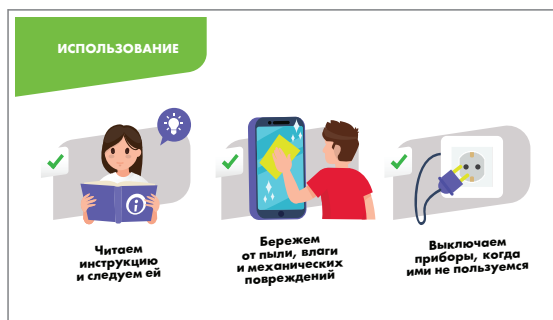 ИСПОЛЬЗОВАНИЕ
Читаем
инструкцию
и следуем ей
Бережем
от пыли, влаги
и механических
повреждений
Выключаем
приборы, когда
ими не пользуемся